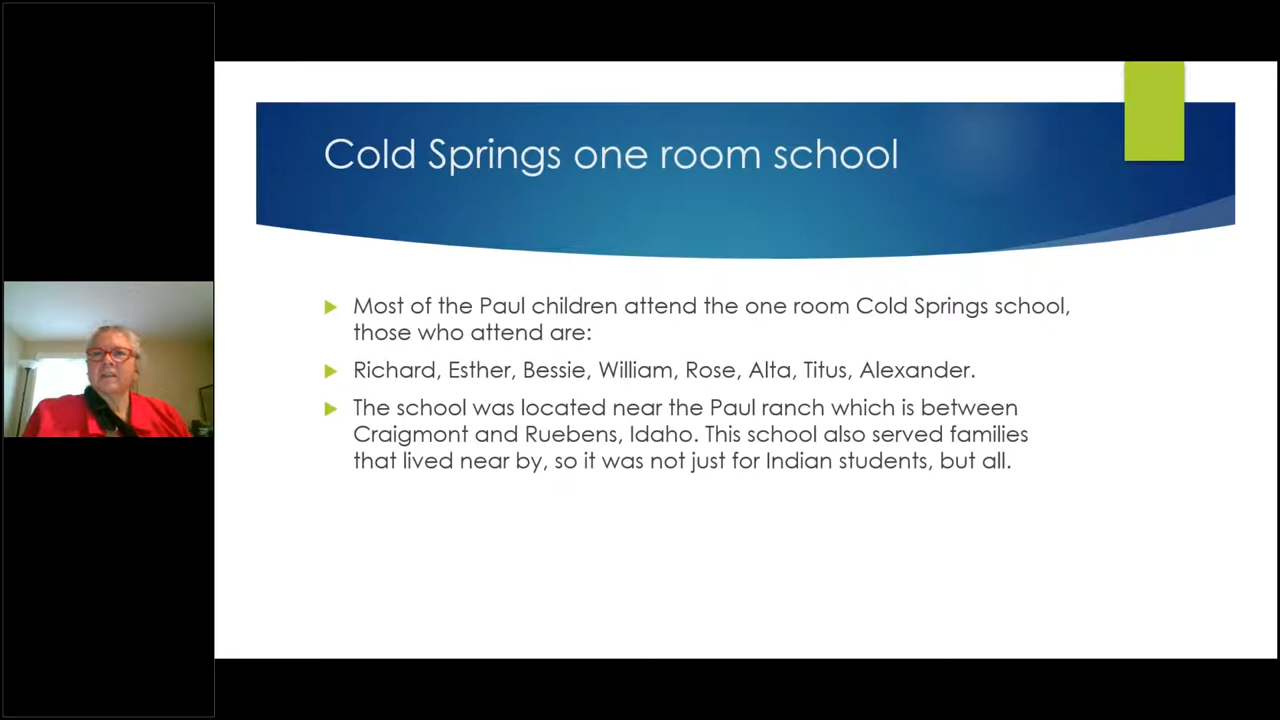 Cold Springs one room school
Most of the Paul children attend the one room Cold Springs school,
those who attend are:
Richard, Esther, Bessie, William, Rose, Alta, Titus, Alexander.
The school was located near the Paul ranch which is between
Craigmont and Ruebens, Idaho. This school also served families
that lived near by, so it was not just for Indian students, but all.